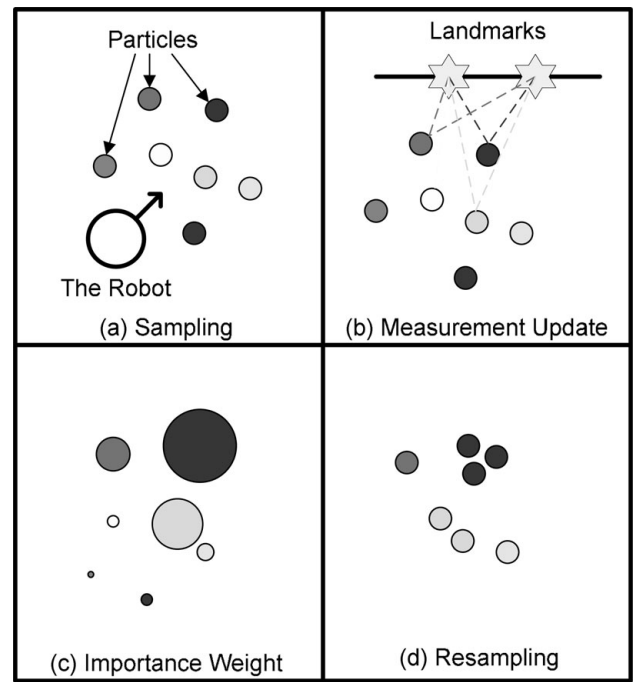 Particles
The Robot
(a) Sampling
Landmarks
(b) Measurement Update
(c) Importance Weight
(d) Resampling